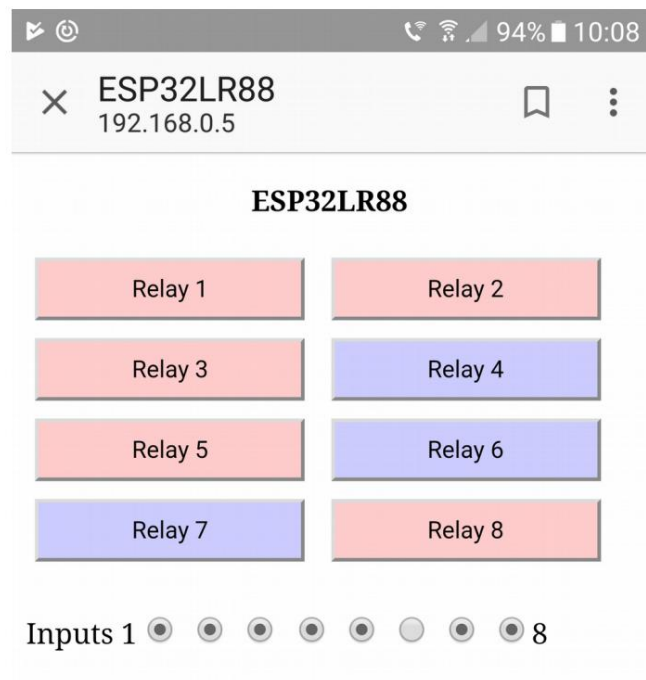 94% 10:08
ESP32LR88
192.168.0.5
ESP32LR88
Relay 1 Relay 2
Relay 3 Relay 4
Relay 5 Relay 6
Relay 7 Relay 8
Inputs 1 8